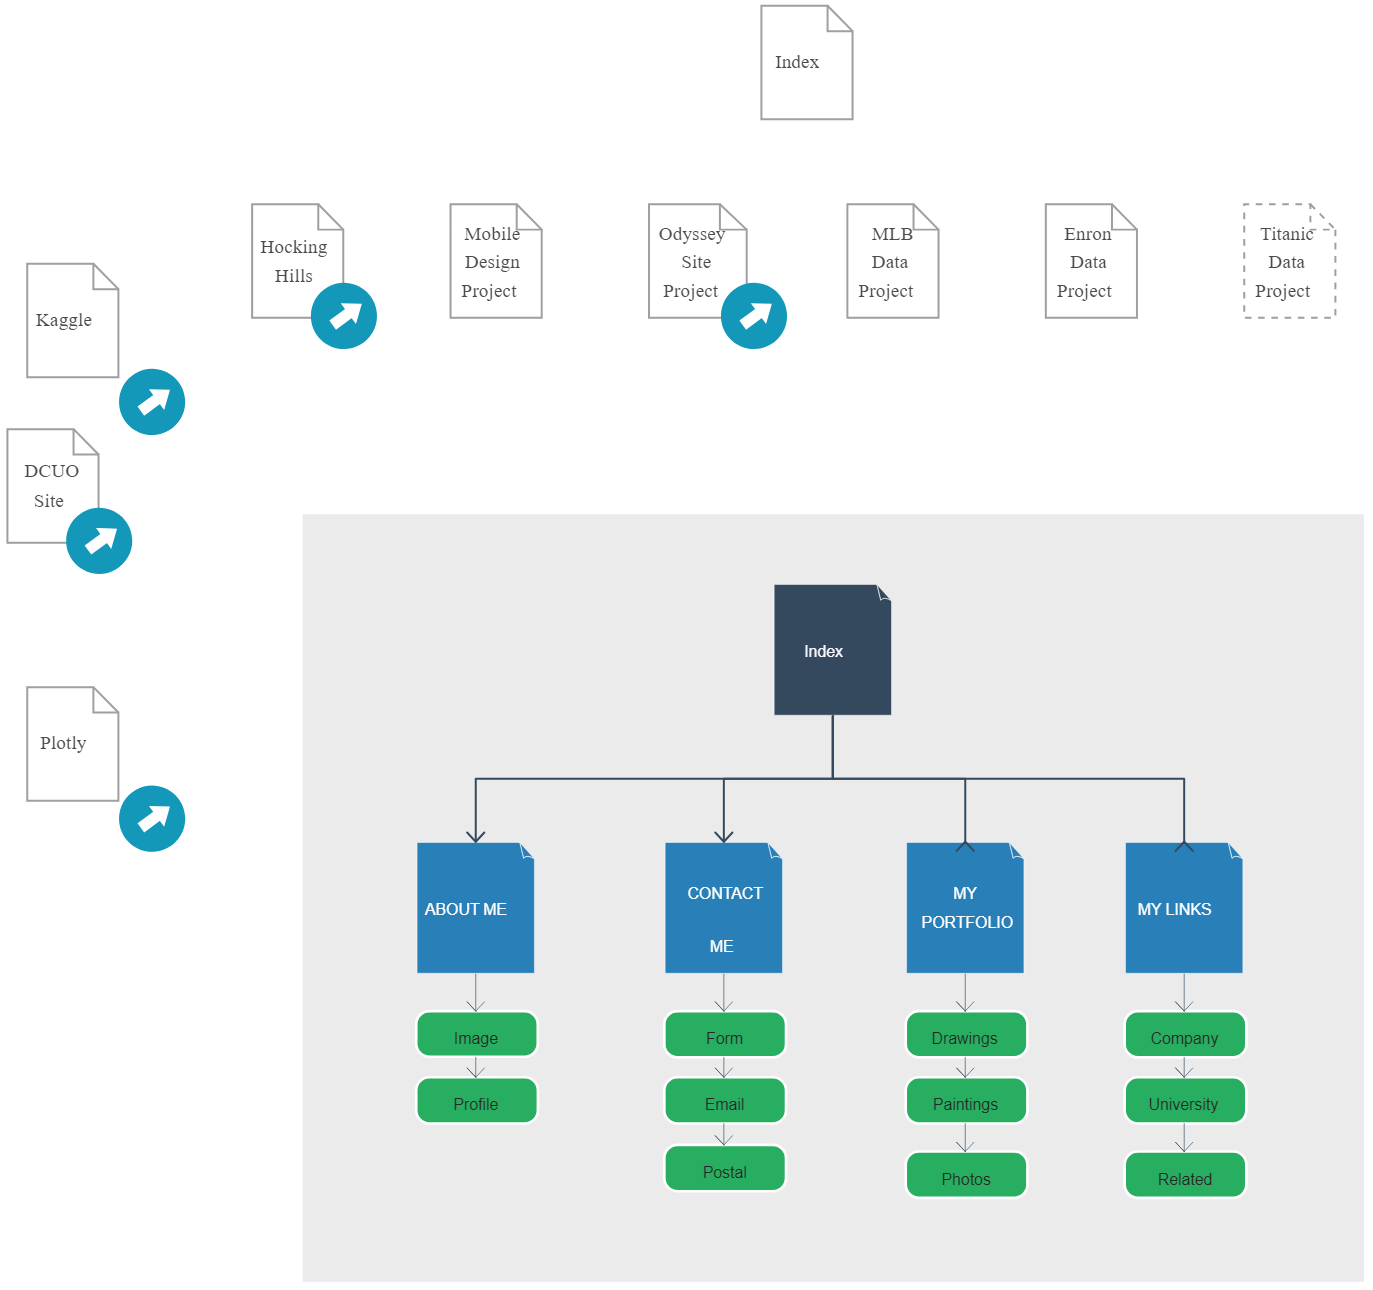 Index
Hocking
Hills
Mobile
Design
Project
Odyssey
Site
Project
MLB
Data
Project
Enron
Data
Project
Titanic
Data
Project
Kaggle
DCUO
Site
Plotly
Index
ABOUT ME
CONTACT
ME
MY
PORTFOLIO
MY LINKS
Image
Profile
Form
Email
Postal
Drawings
Paintings
Photos
Company
University
Related